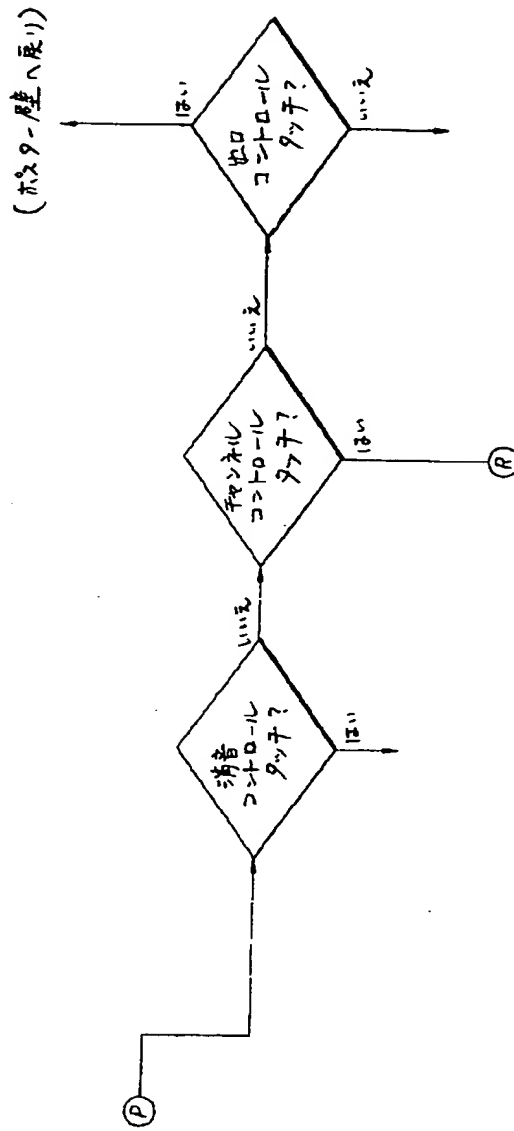 P
消音
コントロール
タッチ?
はい
いいえ
チャンネル
コントロール
タッチ?
はい
R
いいえ
出口
コントロール
タッチ?
はい
いいえ
(ポスター壁へ戻り)